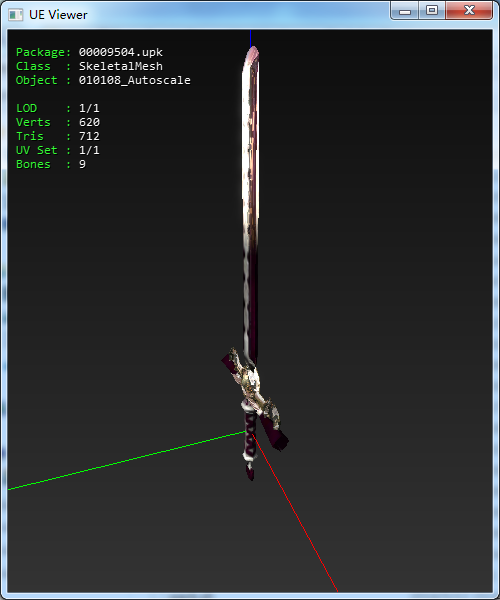 UE Viewer
Package: 00009504.upk
Class  : SkeletalMesh
Object : 010108_Autoscale
LOD    : 1/1
Verts  : 620
Tris   : 712
UV Set : 1/1
Bones  : 9